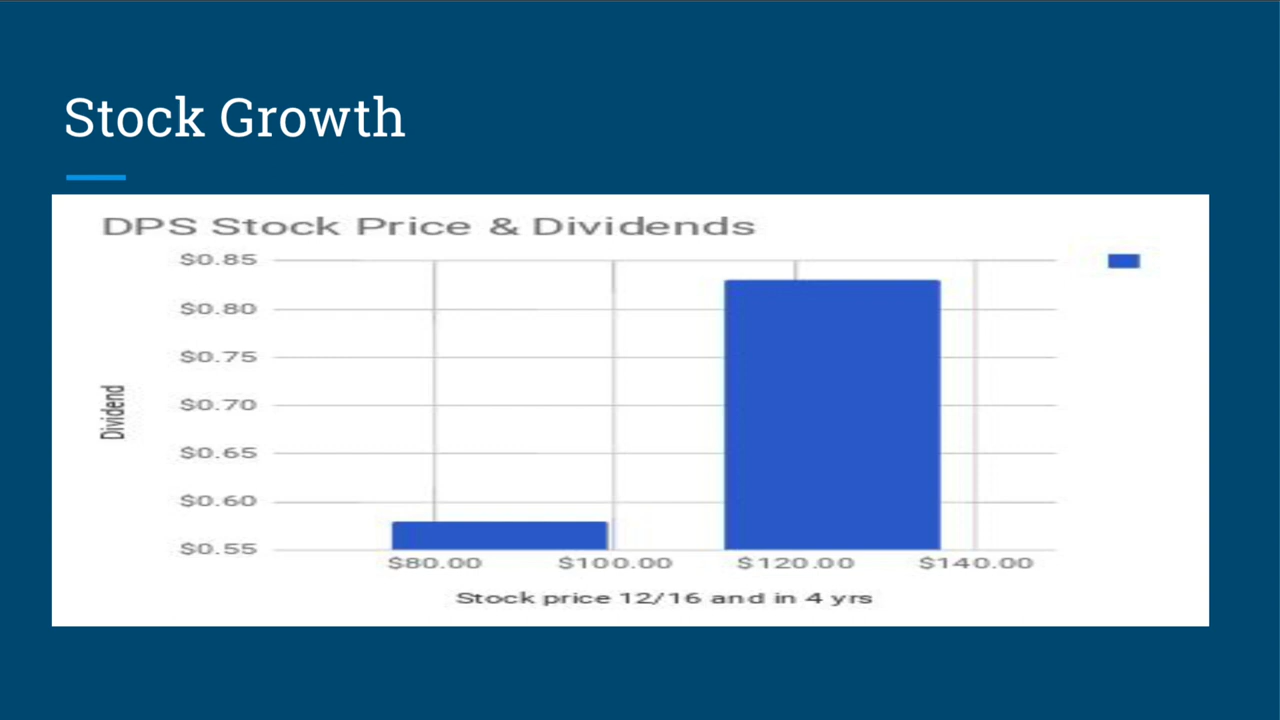 Stock Growth
DPS Stock Price & Dividends
$0.85
$0.80
$0.75
$0.70
$0.65
$0.60
$0.55
Dividend
$80.00 $100.00 $120.00 $140.00
Stock price 12/16 and in 4 yrs